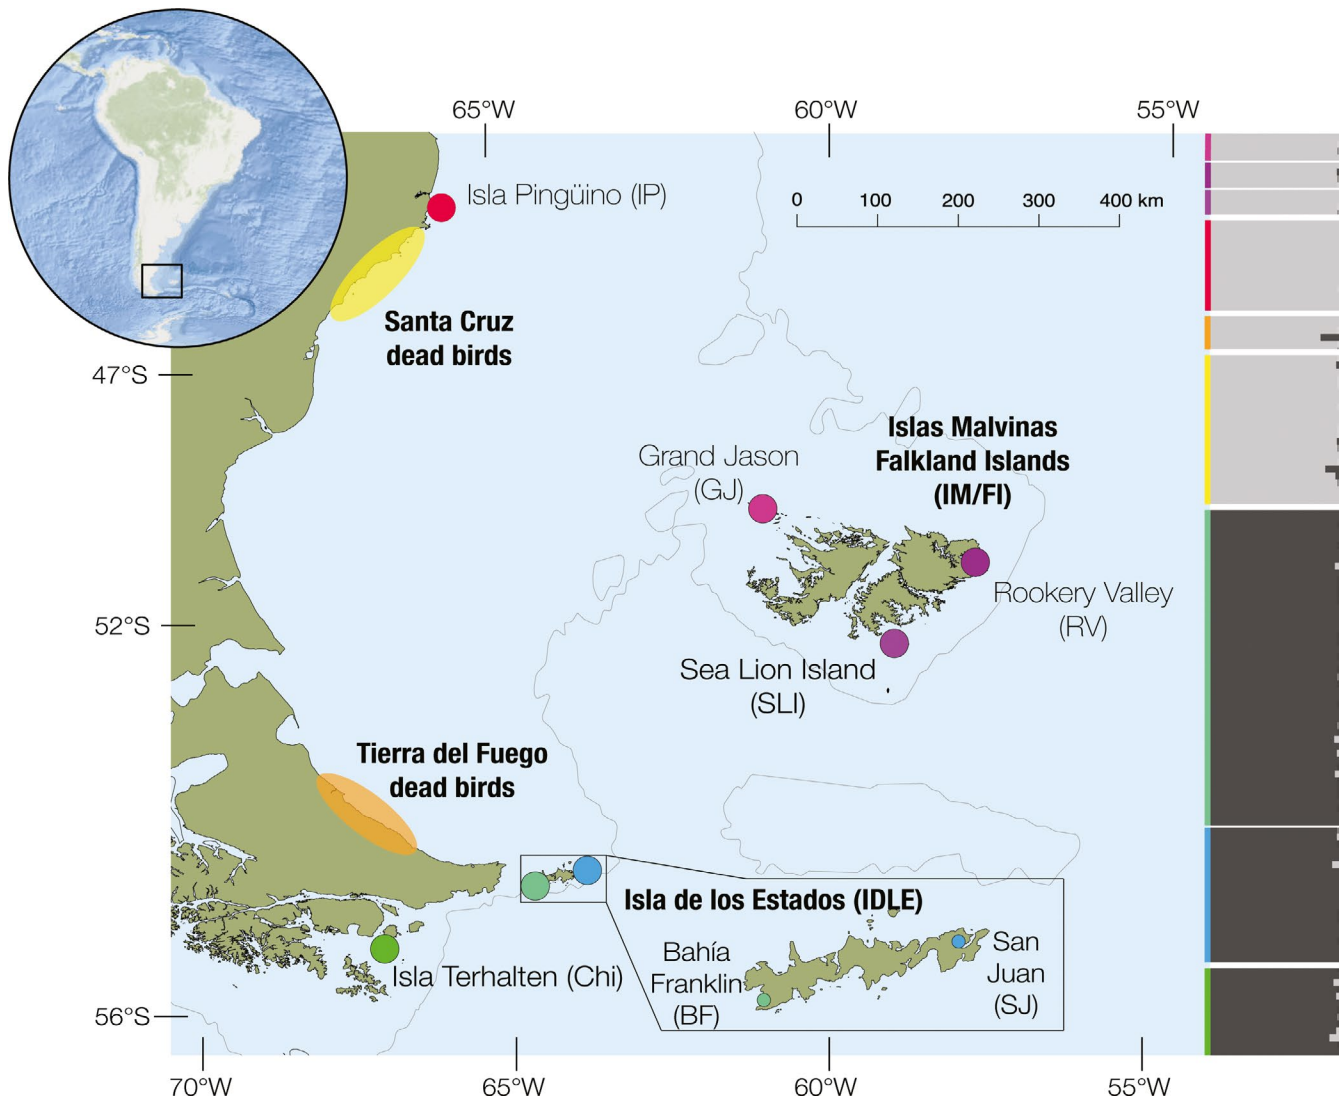 65°W
60°W
55°W
Isla Pingüino (IP)
0
100
200
300
400 km
Santa Cruz
dead birds
47°S
Islas Malvinas
Falkland Islands
(IM/FI)
Grand Jason
(GJ)
Rookery Valley
(RV)
52°S
Sea Lion Island
(SLI)
Tierra del Fuego
dead birds
Isla de los Estados (IDLE)
Bahía
Franklin
(BF)
San
Juan
(SJ)
Isla Terhalten (Chi)
56°S
70°W
65°W
60°W
55°W